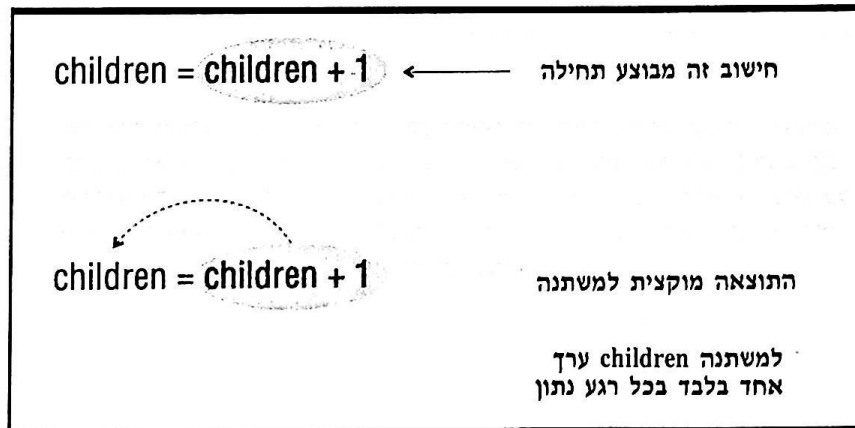 children = children + 1
חישוב זה מבוצע תחילה
children = children + 1
התוצאה מוקצית למשתנה
למשתנה children ערך
אחד בלבד בכל רגע נתון